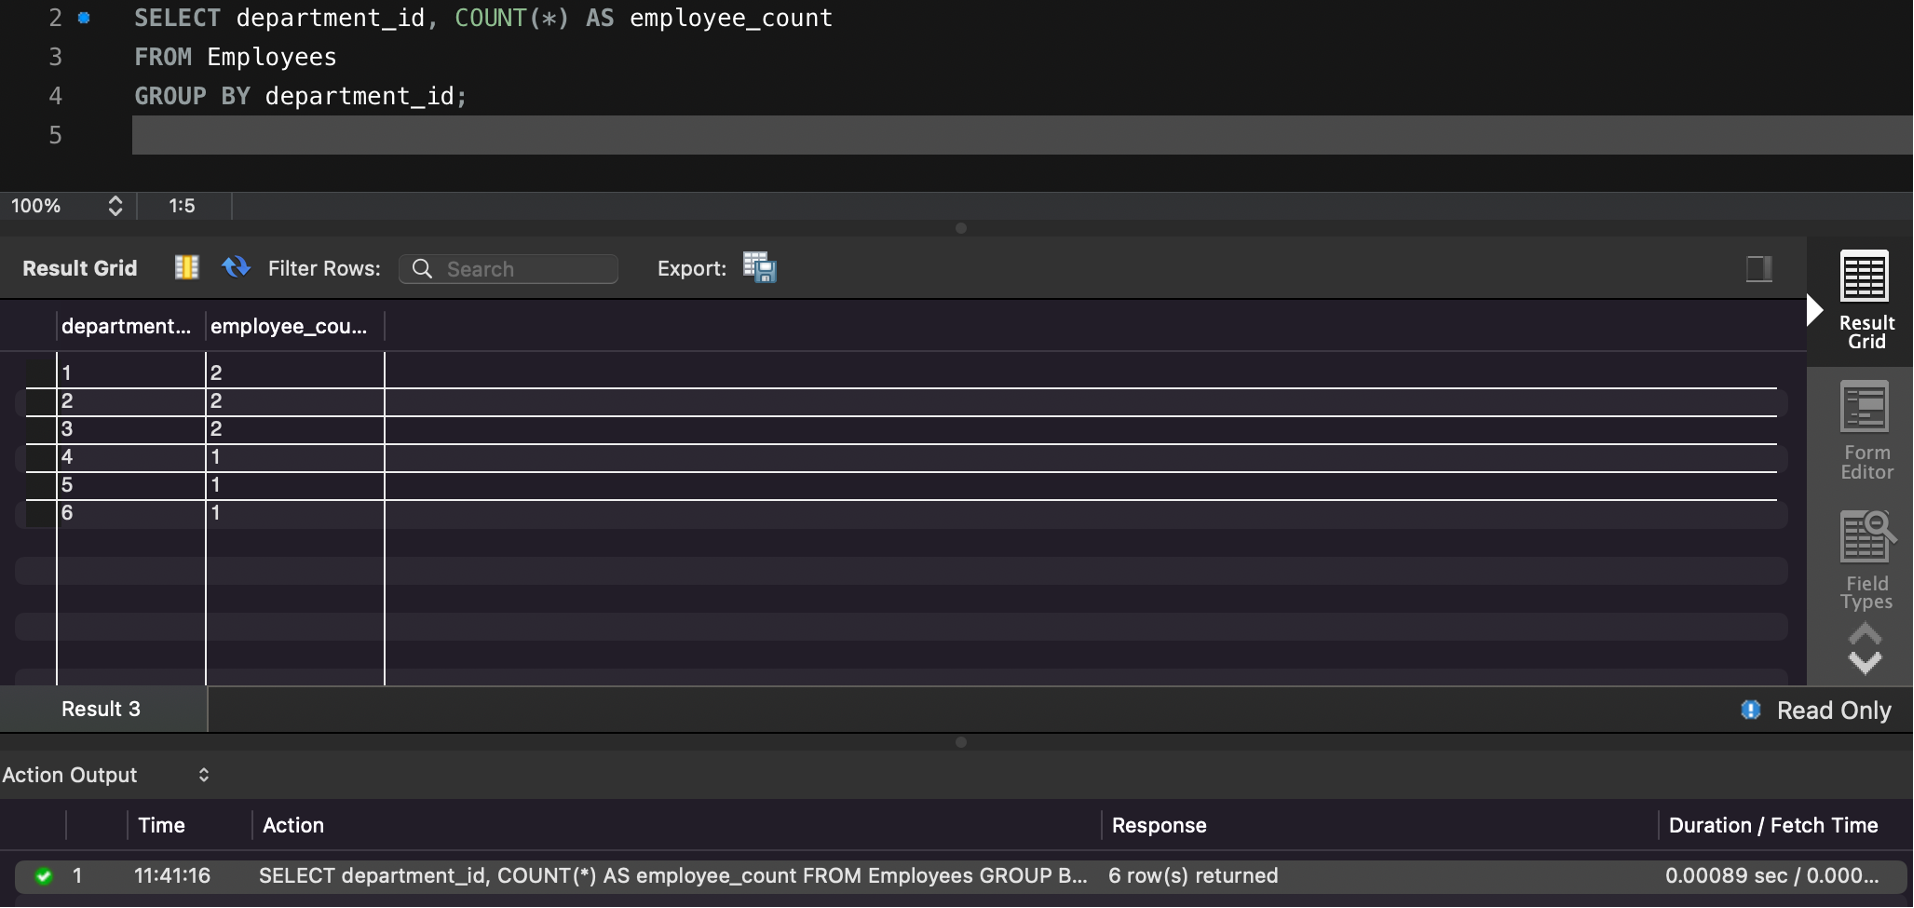 2 SELECT department_id, COUNT(*) AS employee_count
3 FROM Employees
4 GROUP BY department_id;
5
100% 1:5
Result Grid Filter Rows: Search Export:
department... employee_cou...
1 2
2 2
3 2
4 1
5 1
6 1
Result
Grid
Form
Editor
Field
Types
Result 3 Read Only
Action Output
Time Action Response Duration / Fetch Time
1 11:41:16 SELECT department_id, COUNT(*) AS employee_count FROM Employees GROUP B... 6 row(s) returned 0.00089 sec / 0.000...